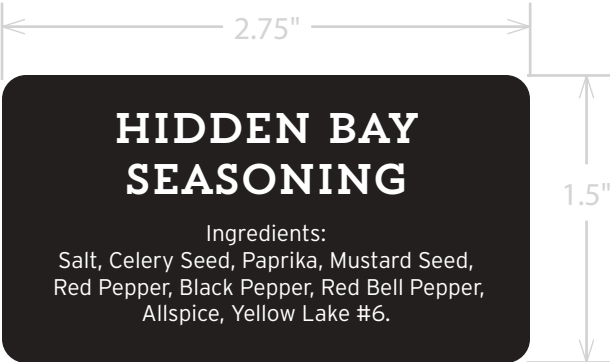 2.75"
HIDDEN BAY
SEASONING
1.5"
Ingredients:
Salt, Celery Seed, Paprika, Mustard Seed,
Red Pepper, Black Pepper, Red Bell Pepper,
Allspice, Yellow Lake #6.